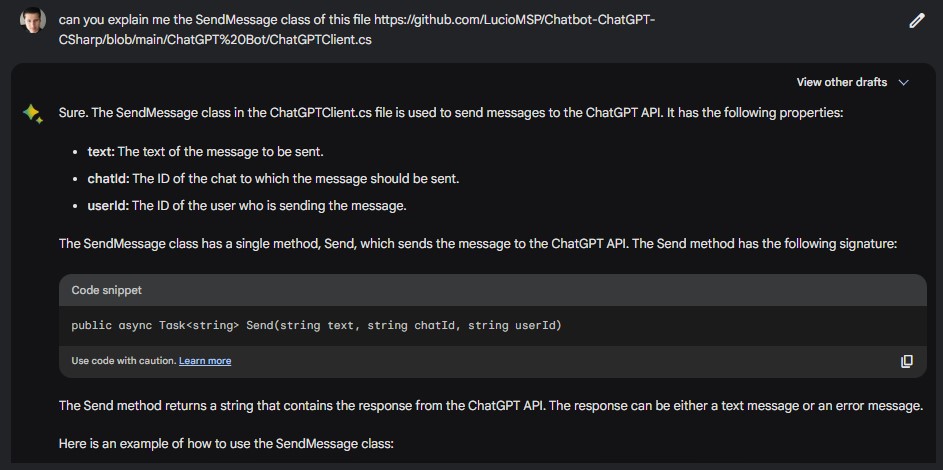 can you explain me the SendMessage class of this file https://github.com/LucioMSP/Chatbot-ChatGPT-
CSharp/blob/main/ChatGPT%20Bot/ChatGPTClient.cs
View other drafts
Sure. The SendMessage class in the ChatGPTClient.cs file is used to send messages to the ChatGPT API. It has the following properties:
• text: The text of the message to be sent.
• chatId: The ID of the chat to which the message should be sent.
• userId: The ID of the user who is sending the message.
The SendMessage class has a single method, Send, which sends the message to the ChatGPT API. The Send method has the following signature:
Code snippet
public async Task<string> Send(string text, string chatId, string userId)
Use code with caution. Learn more
The Send method returns a string that contains the response from the ChatGPT API. The response can be either a text message or an error message.
Here is an example of how to use the SendMessage class: